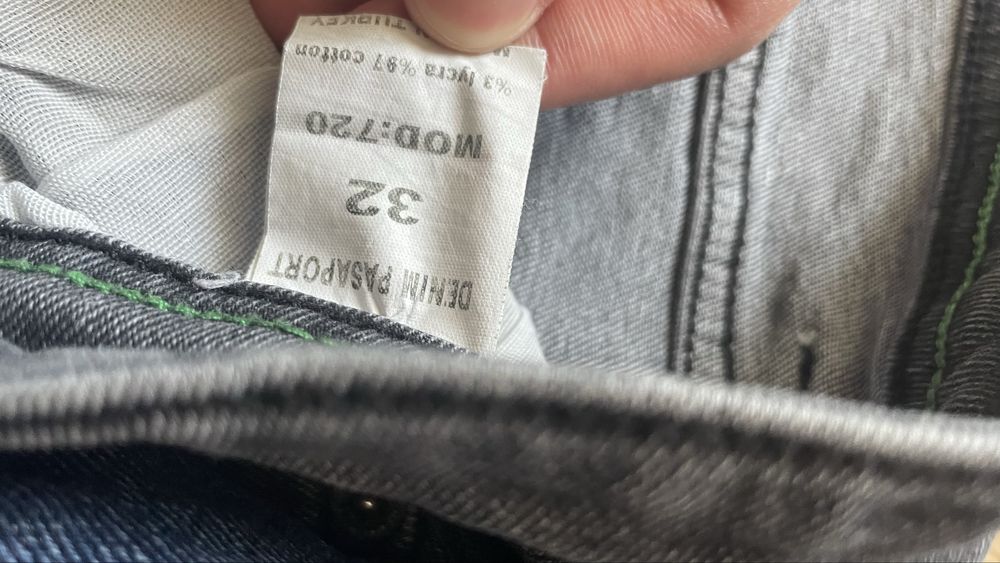 DENIM PASAPORT
32
MOD:720
%3 lycra %97 cotton
TURKEY